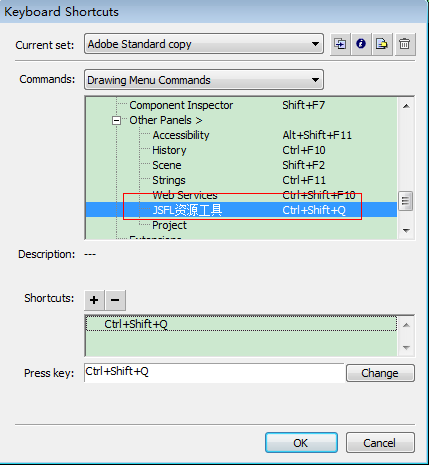 Keyboard Shortcuts
Current set: Adobe Standard copy
Commands: Drawing Menu Commands
Component Inspector Shift+F7
Other Panels >
Accessibility Alt+Shift+F11
History Ctrl+F10
Scene Shift+F2
Strings Ctrl+F11
Web Services Ctrl+Shift+F10
JSFL资源工具 Ctrl+Shift+Q
Project
Extensions
Description: ---
Shortcuts: + −
Ctrl+Shift+Q
Press key: Ctrl+Shift+Q Change
OK Cancel